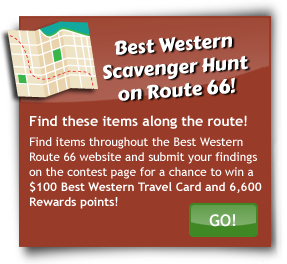 Best Western
Scavenger Hunt
on Route 66!
Find these items along the route!
Find items throughout the Best Western
Route 66 website and submit your findings
on the contest page for a chance to win a
$100 Best Western Travel Card and 6,600
Rewards points!
GO!